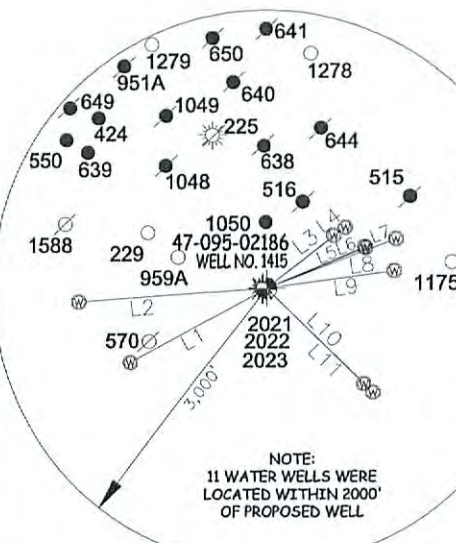 641
650
1279
1278
951A
640
649
1049
424
225
644
550
639
638
1048
516
515
1050
1588
229
47-095-02186
WELL NO. 1415
959A
L3
L4
L5
L6
L7
L8
L9
1175
L2
570
L1
2021
2022
2023
L10
L11
3,000'
W
W
W
W
W
W
W
W
W
NOTE:
11 WATER WELLS WERE
LOCATED WITHIN 2000'
OF PROPOSED WELL